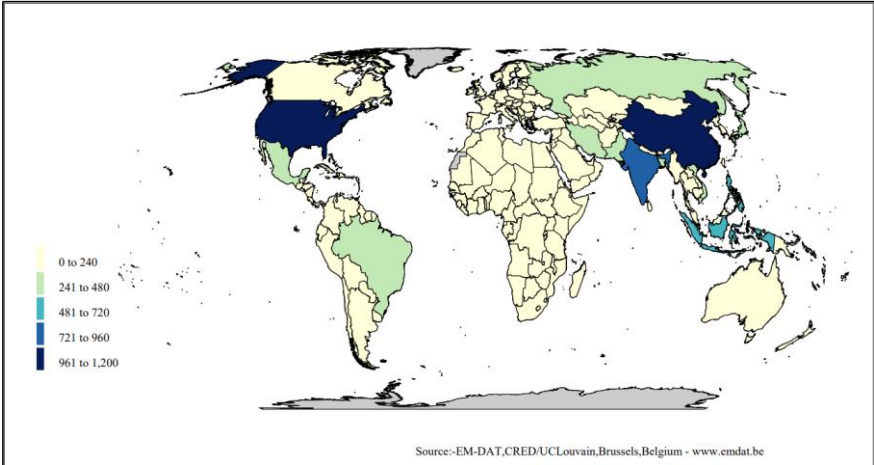 0 to 240
241 to 480
481 to 720
721 to 960
961 to 1,200
Source:-EM-DAT,CRED/UCLouvain,Brussels,Belgium - www.emdat.be